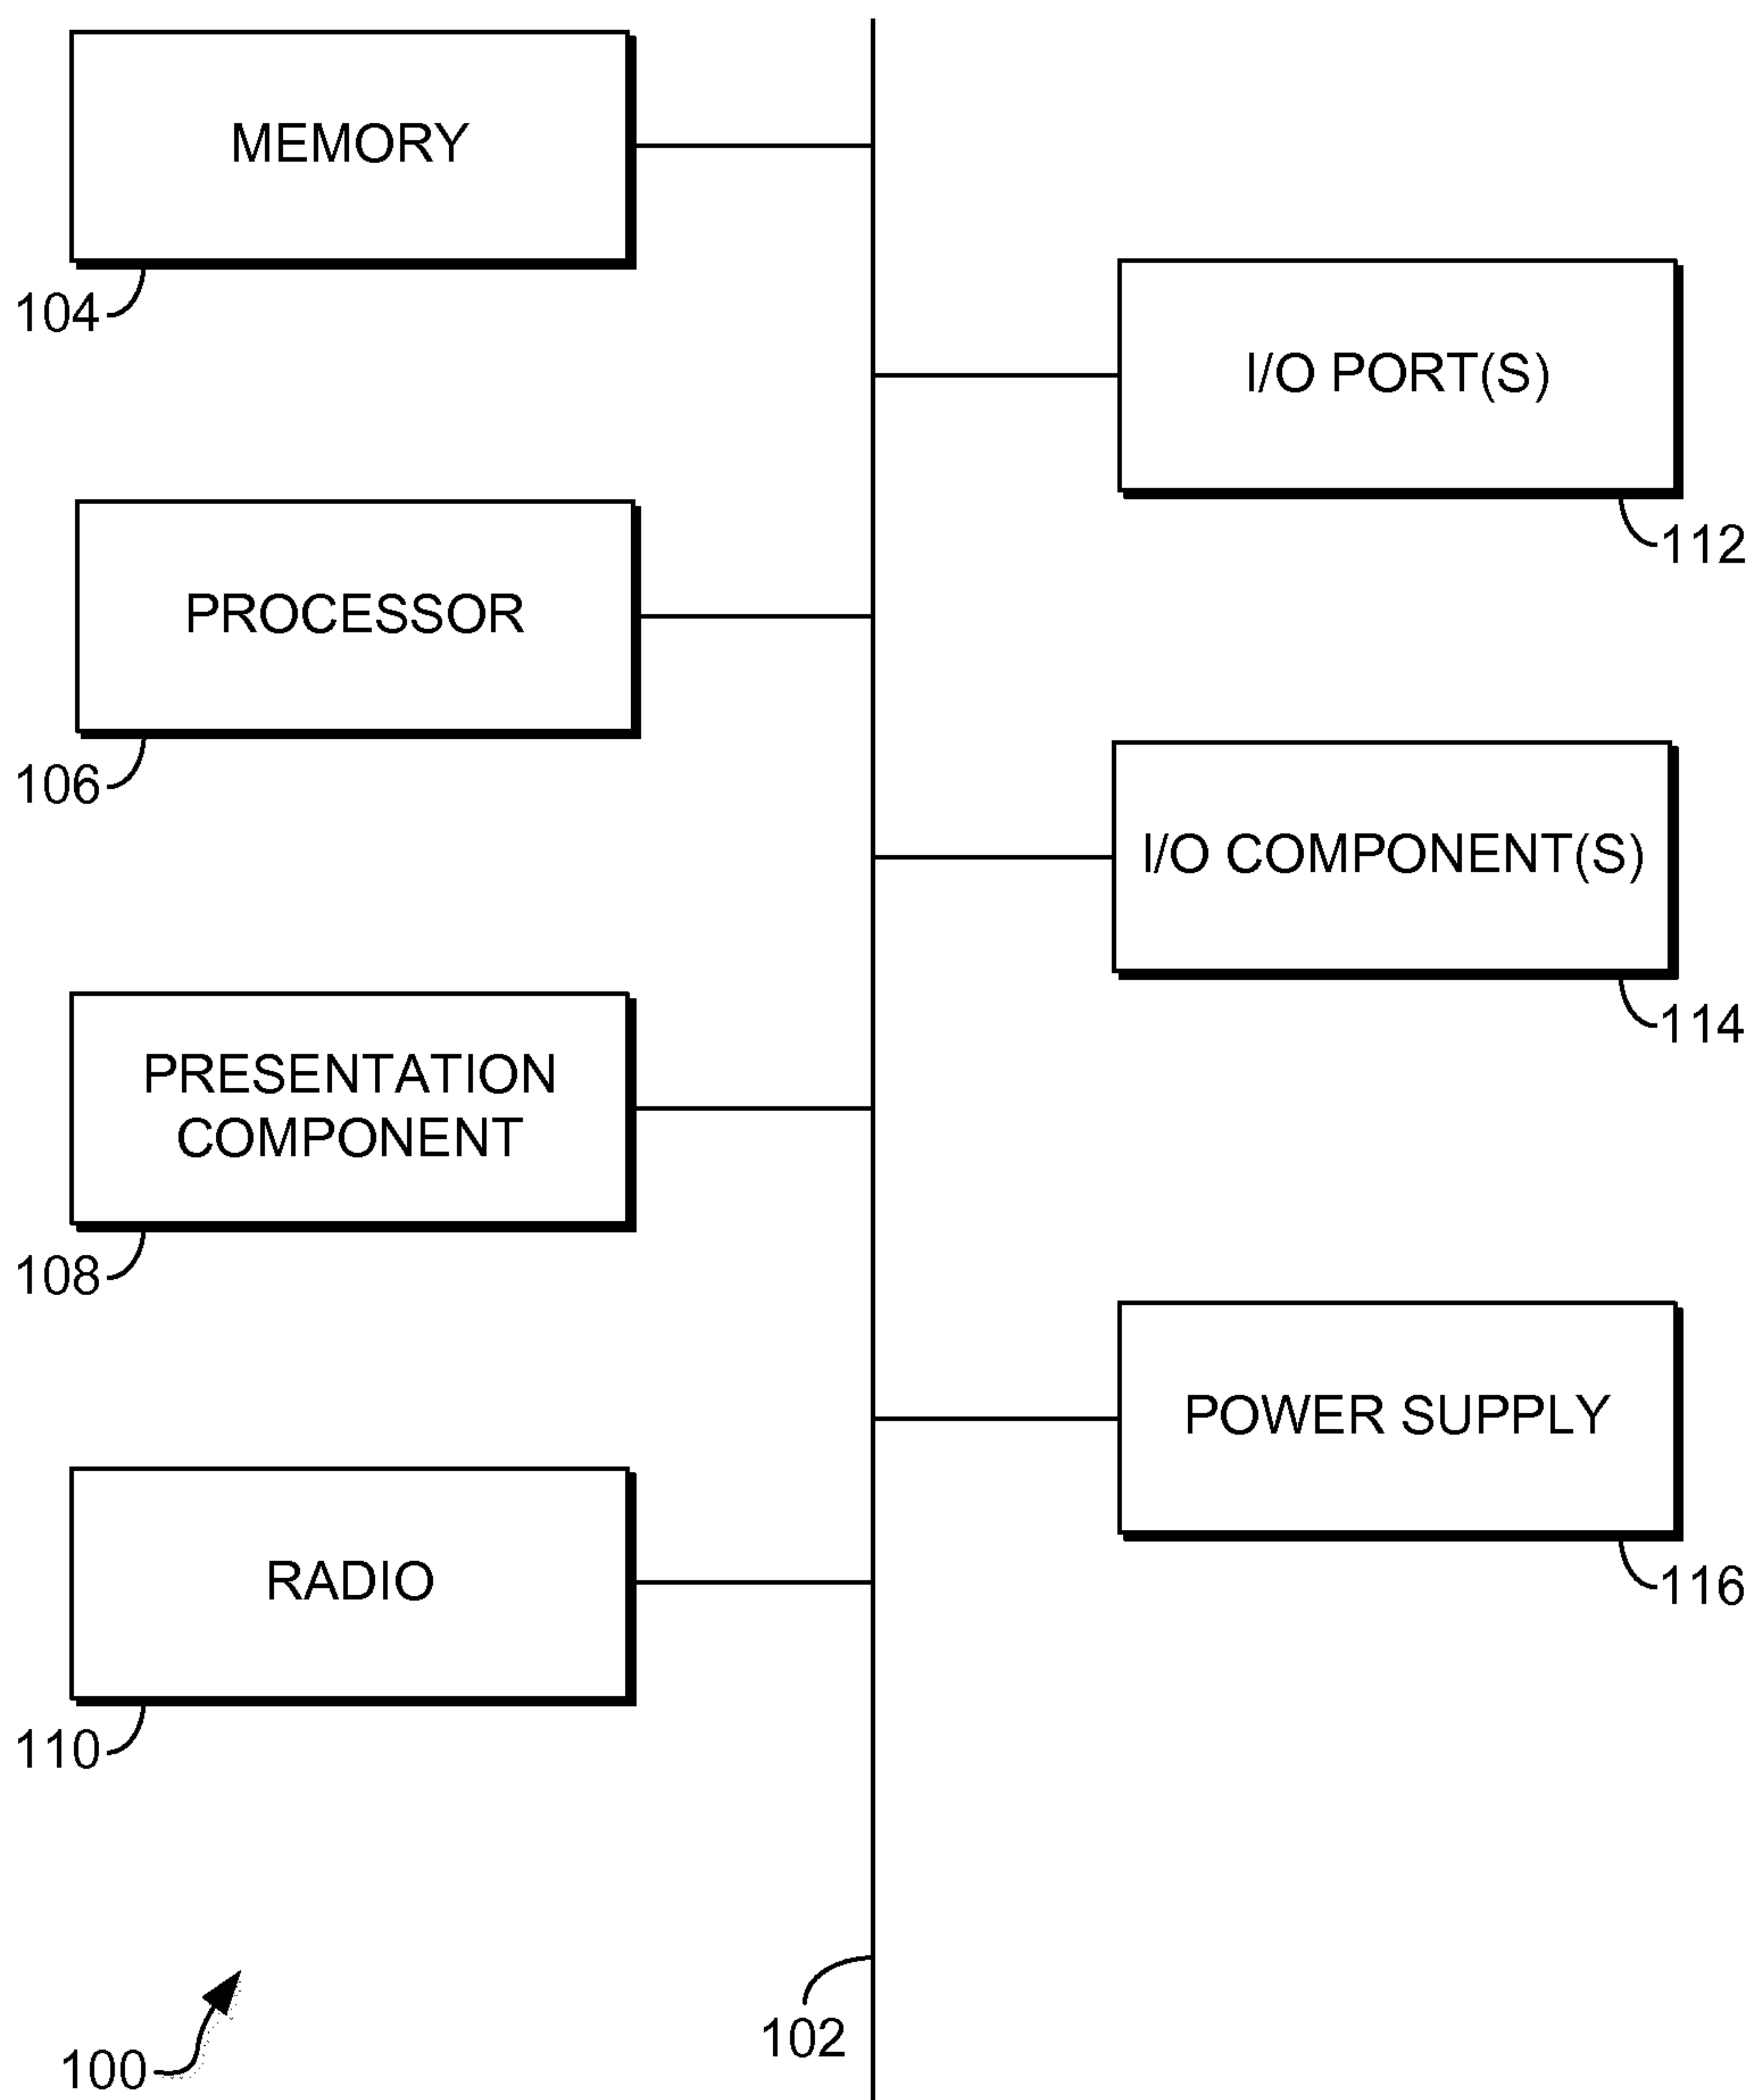 MEMORY
104
I/O PORT(S)
112
PROCESSOR
106
I/O COMPONENT(S)
114
PRESENTATION
COMPONENT
108
POWER SUPPLY
116
RADIO
110
102
100